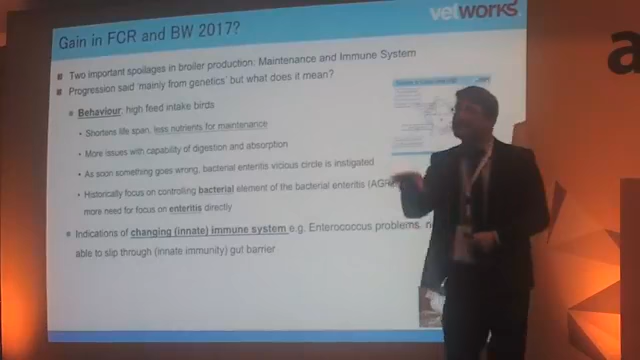 vetworks
Gain in FCR and BW 2017?
Two important spoilages in broiler production: Maintenance and Immune System
Progression said 'mainly from genetics' but what does it mean?
Behaviour: high feed intake birds
Shortens life span, less nutrients for maintenance
More issues with capability of digestion and absorption
As soon something goes wrong, bacterial enteritis vicious circle is instigated
Historically focus on controlling bacterial element of the bacterial enteritis
more need for focus on enteritis directly
Indications of changing (innate) immune system e.g. Enterococcus problems,
able to slip through (innate immunity) gut barrier
a